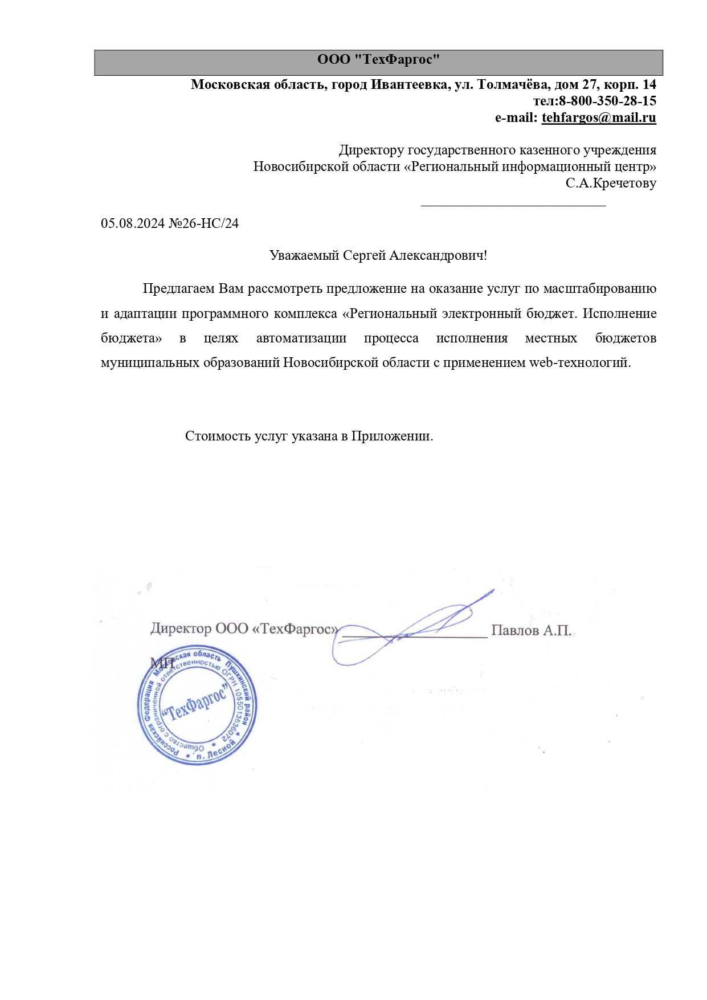 ООО "ТехФаргос"
Московская область, город Ивантеевка, ул. Толмачёва, дом 27, корп. 14
тел:8-800-350-28-15
e-mail: tehfargos@mail.ru
Директору государственного казенного учреждения
Новосибирской области «Региональный информационный центр»
С.А.Кречетову
05.08.2024 №26-НС/24
Уважаемый Сергей Александрович!
Предлагаем Вам рассмотреть предложение на оказание услуг по масштабированию
и адаптации программного комплекса «Региональный электронный бюджет. Исполнение
бюджета» в целях автоматизации процесса исполнения местных бюджетов
муниципальных образований Новосибирской области с применением web-технологий.
Стоимость услуг указана в Приложении.
Директор ООО «ТехФаргос» Павлов А.П.
МП
Российская Федерация Московская область Пушкинский район * п. Лесной *
Общество с ограниченной ответственностью ОГРН 1055013636072 *
“ТехФаргос”